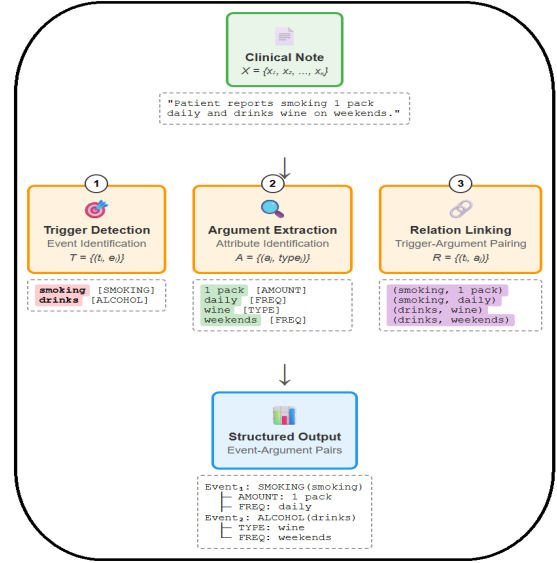 Clinical Note
X = {x₁, x₂, ..., xₙ}
"Patient reports smoking 1 pack
daily and drinks wine on weekends."
1
Trigger Detection
Event Identification
T = {(tᵢ, eᵢ)}
smoking [SMOKING]
drinks [ALCOHOL]
2
Argument Extraction
Attribute Identification
A = {(aⱼ, typeⱼ)}
1 pack [AMOUNT]
daily [FREQ]
wine [TYPE]
weekends [FREQ]
3
Relation Linking
Trigger-Argument Pairing
R = {(tᵢ, aⱼ)}
(smoking, 1 pack)
(smoking, daily)
(drinks, wine)
(drinks, weekends)
Structured Output
Event-Argument Pairs
Event₁: SMOKING(smoking)
├─ AMOUNT: 1 pack
├─ FREQ: daily
Event₂: ALCOHOL(drinks)
├─ TYPE: wine
└─ FREQ: weekends